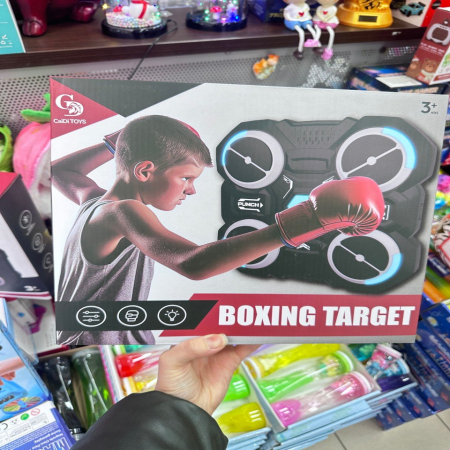 CaiDi TOYS
3+
PUNCH
BOXING TARGET